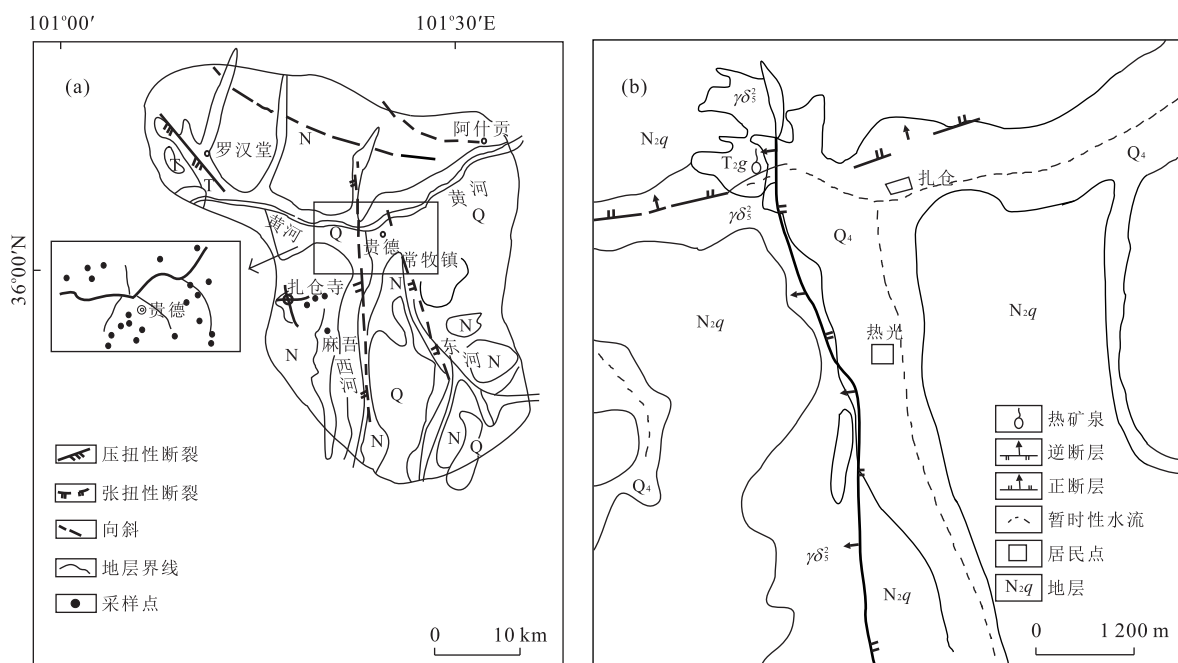 101°00′
101°30′E
36°00′N
(a)
阿什贡
罗汉堂
N
T
T
黄河
Q
黄河
Q
贵德
常牧镇
扎仓寺
N
N
N
N
麻吾西河
东河
Q
N
N
Q
贵德
压扭性断裂
张扭性断裂
向斜
地层界线
采样点
0 10 km
(b)
γδ₅²
N₂q
T₂g
扎仓
Q₄
γδ₅²
Q₄
N₂q
N₂q
热光
Q₄
γδ₅²
N₂q
热矿泉
逆断层
正断层
暂时性水流
居民点
N₂q 地层
0 1 200 m